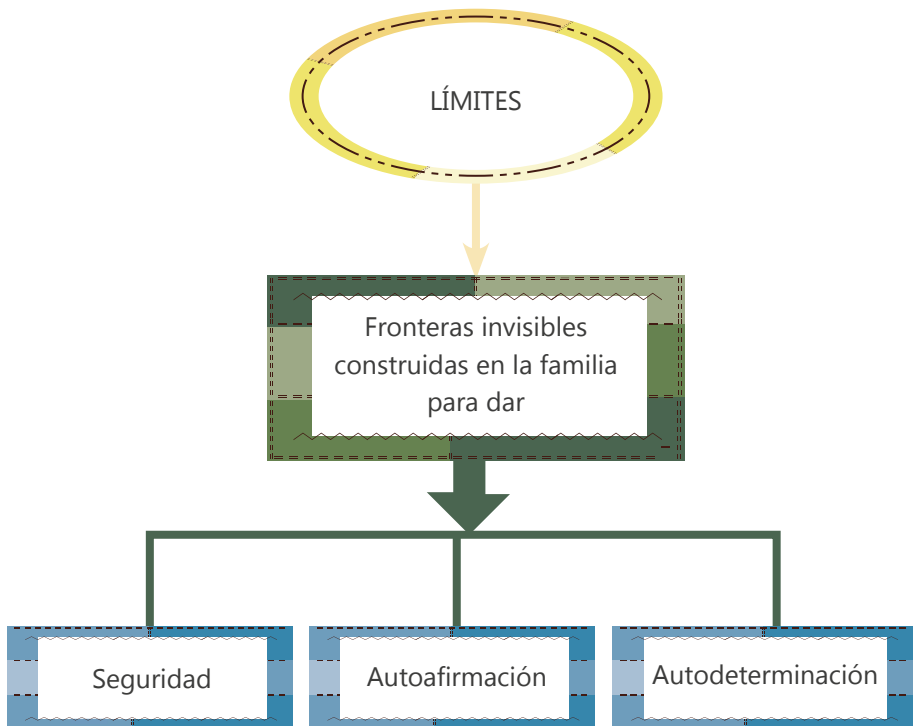 LÍMITES
Fronteras invisibles
construidas en la familia
para dar
Seguridad
Autoafirmación
Autodeterminación